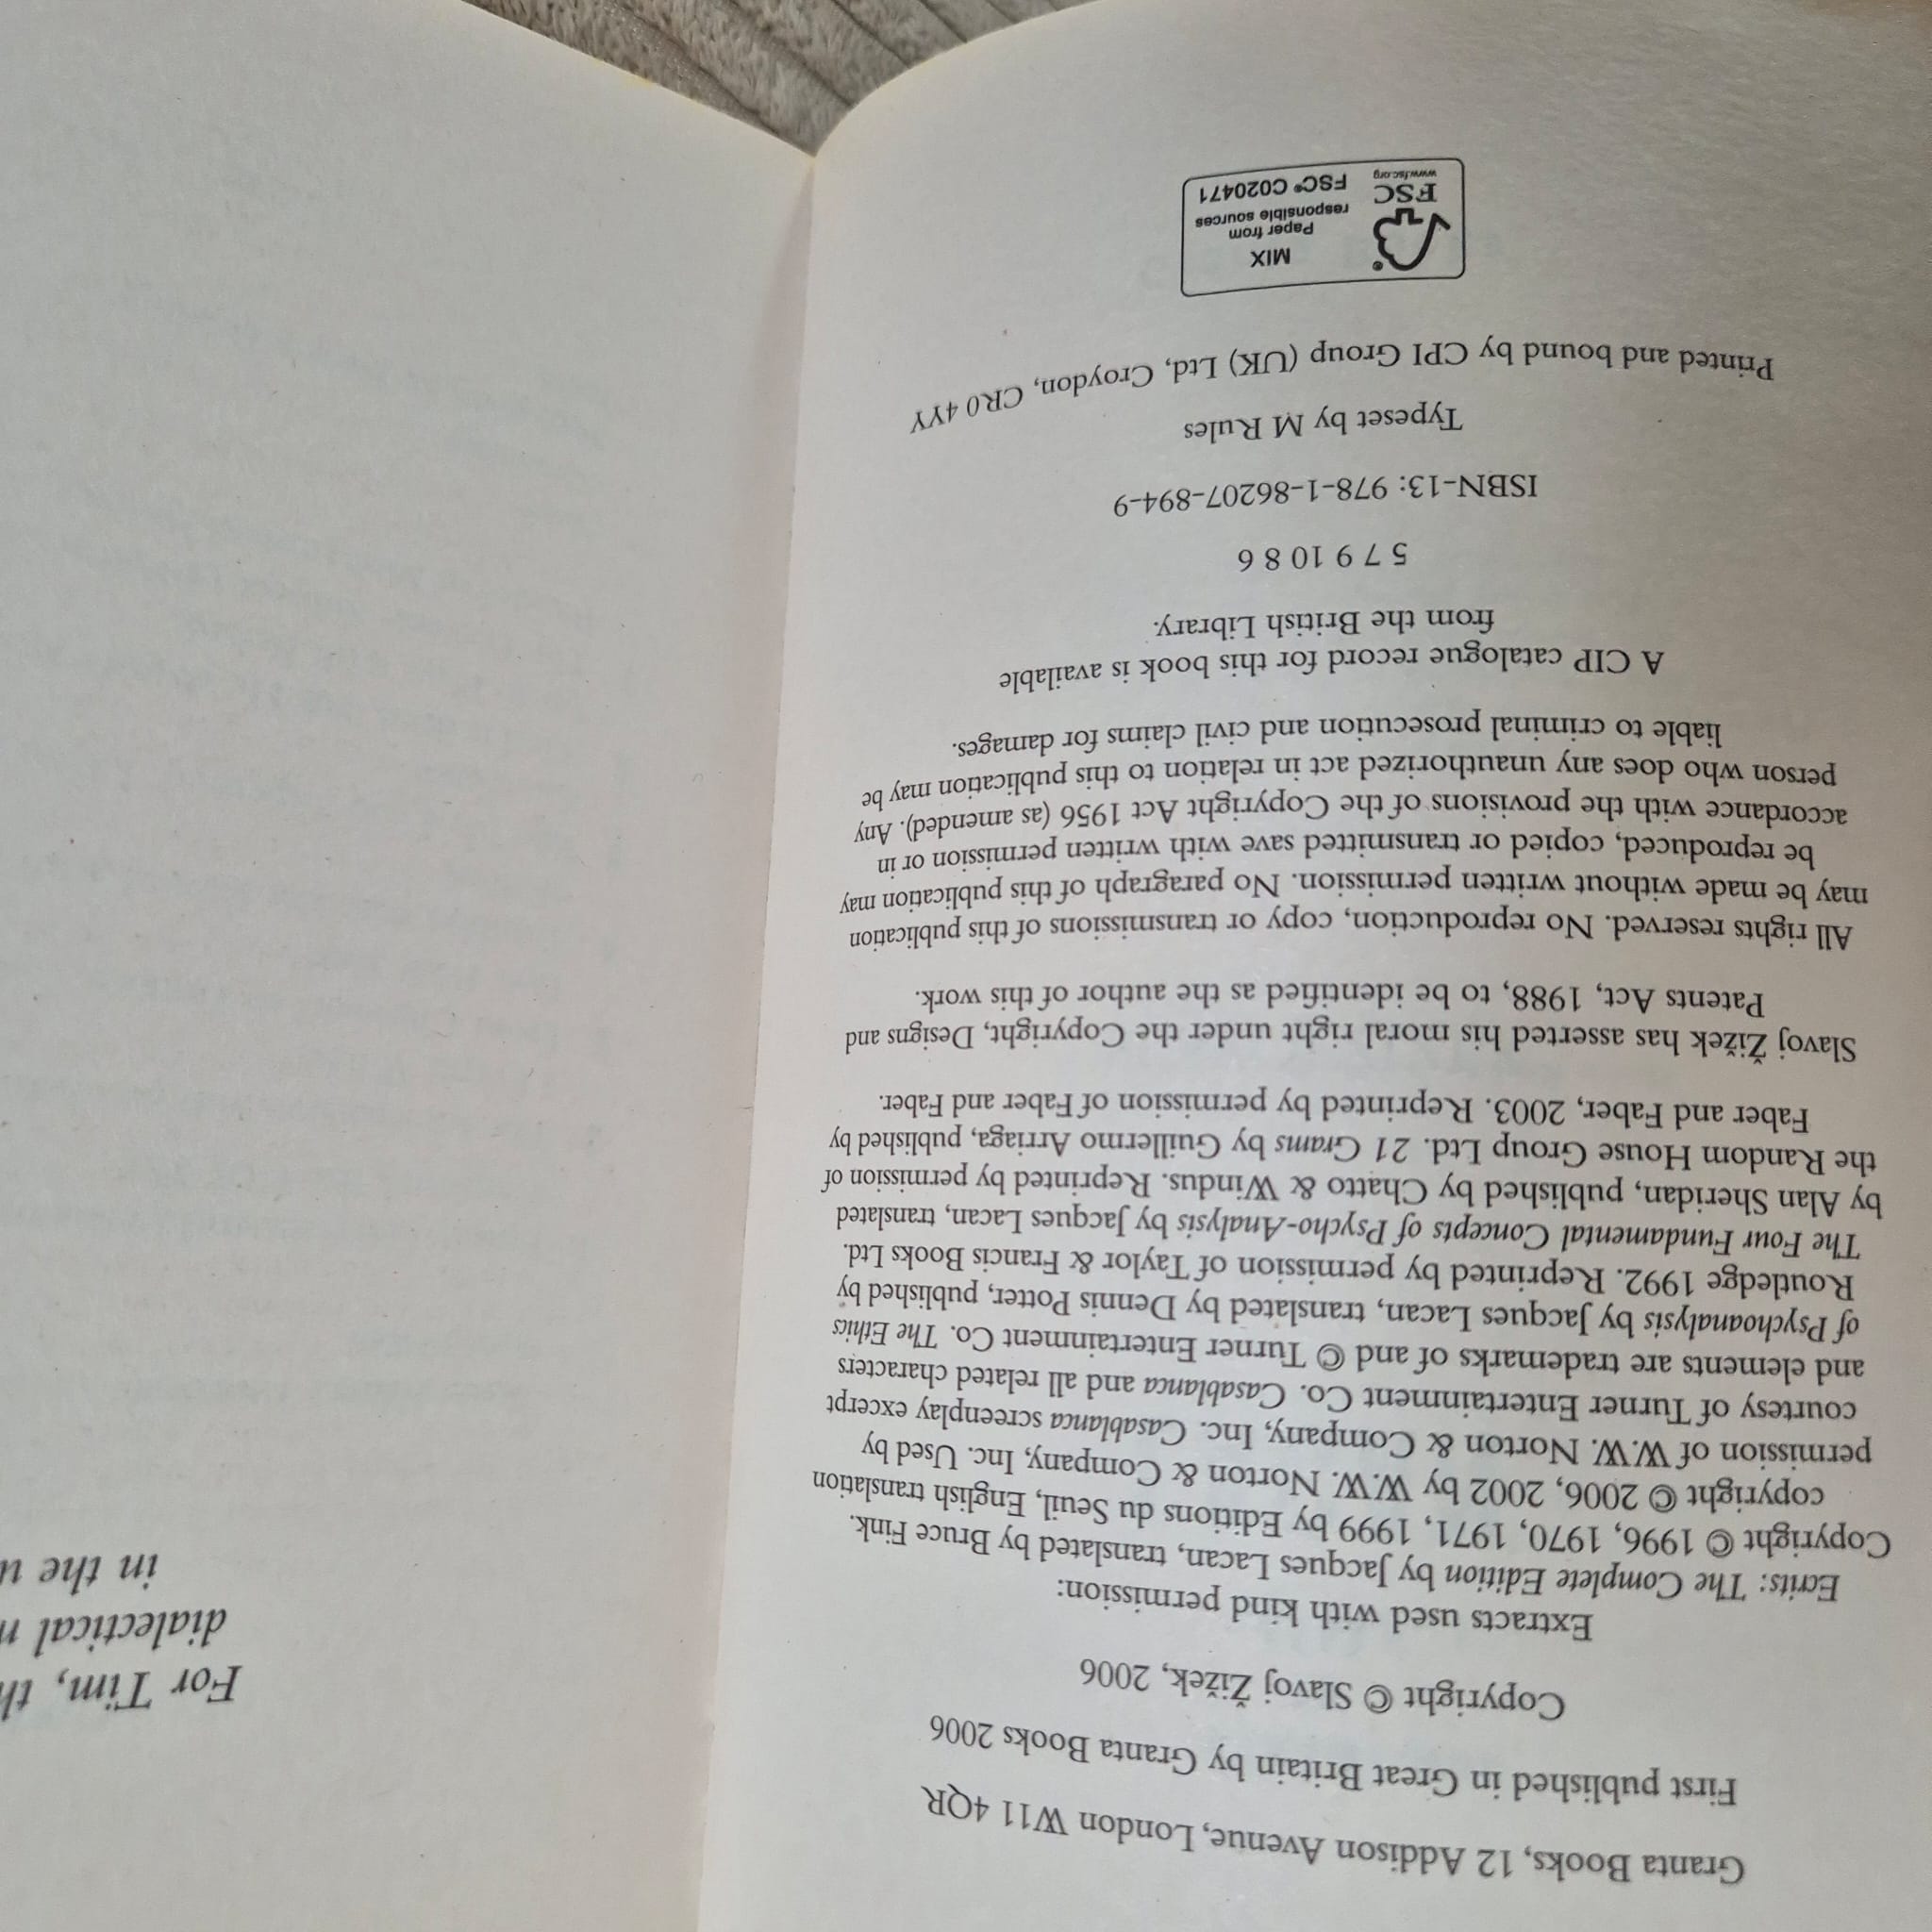 Granta Books, 12 Addison Avenue, London W11 4QR
First published in Great Britain by Granta Books 2006
Copyright © Slavoj Žižek, 2006
Extracts used with kind permission:
Ecrits: The Complete Edition by Jacques Lacan, translated by Bruce Fink.
Copyright © 1996, 1970, 1971, 1999 by Editions du Seuil, English translation
copyright © 2006, 2002 by W.W. Norton & Company, Inc. Used by
permission of W.W. Norton & Company, Inc. Casablanca screenplay excerpt
courtesy of Turner Entertainment Co. Casablanca and all related characters
and elements are trademarks of and © Turner Entertainment Co. The Ethics
of Psychoanalysis by Jacques Lacan, translated by Dennis Potter, published by
Routledge 1992. Reprinted by permission of Taylor & Francis Books Ltd.
The Four Fundamental Concepts of Psycho-Analysis by Jacques Lacan, translated
by Alan Sheridan, published by Chatto & Windus. Reprinted by permission of
the Random House Group Ltd. 21 Grams by Guillermo Arriaga, published by
Faber and Faber, 2003. Reprinted by permission of Faber and Faber.
Slavoj Žižek has asserted his moral right under the Copyright, Designs and
Patents Act, 1988, to be identified as the author of this work.
All rights reserved. No reproduction, copy or transmissions of this publication
may be made without written permission. No paragraph of this publication may
be reproduced, copied or transmitted save with written permission or in
accordance with the provisions of the Copyright Act 1956 (as amended). Any
person who does any unauthorized act in relation to this publication may be
liable to criminal prosecution and civil claims for damages.
A CIP catalogue record for this book is available
from the British Library.
5 7 9 10 8 6
ISBN-13: 978-1-86207-894-9
Typeset by M Rules
Printed and bound by CPI Group (UK) Ltd, Croydon, CR0 4YY
FSC
www.fsc.org
MIX
Paper from
responsible sources
FSC® C020471
For Tim,
dialectical
in the